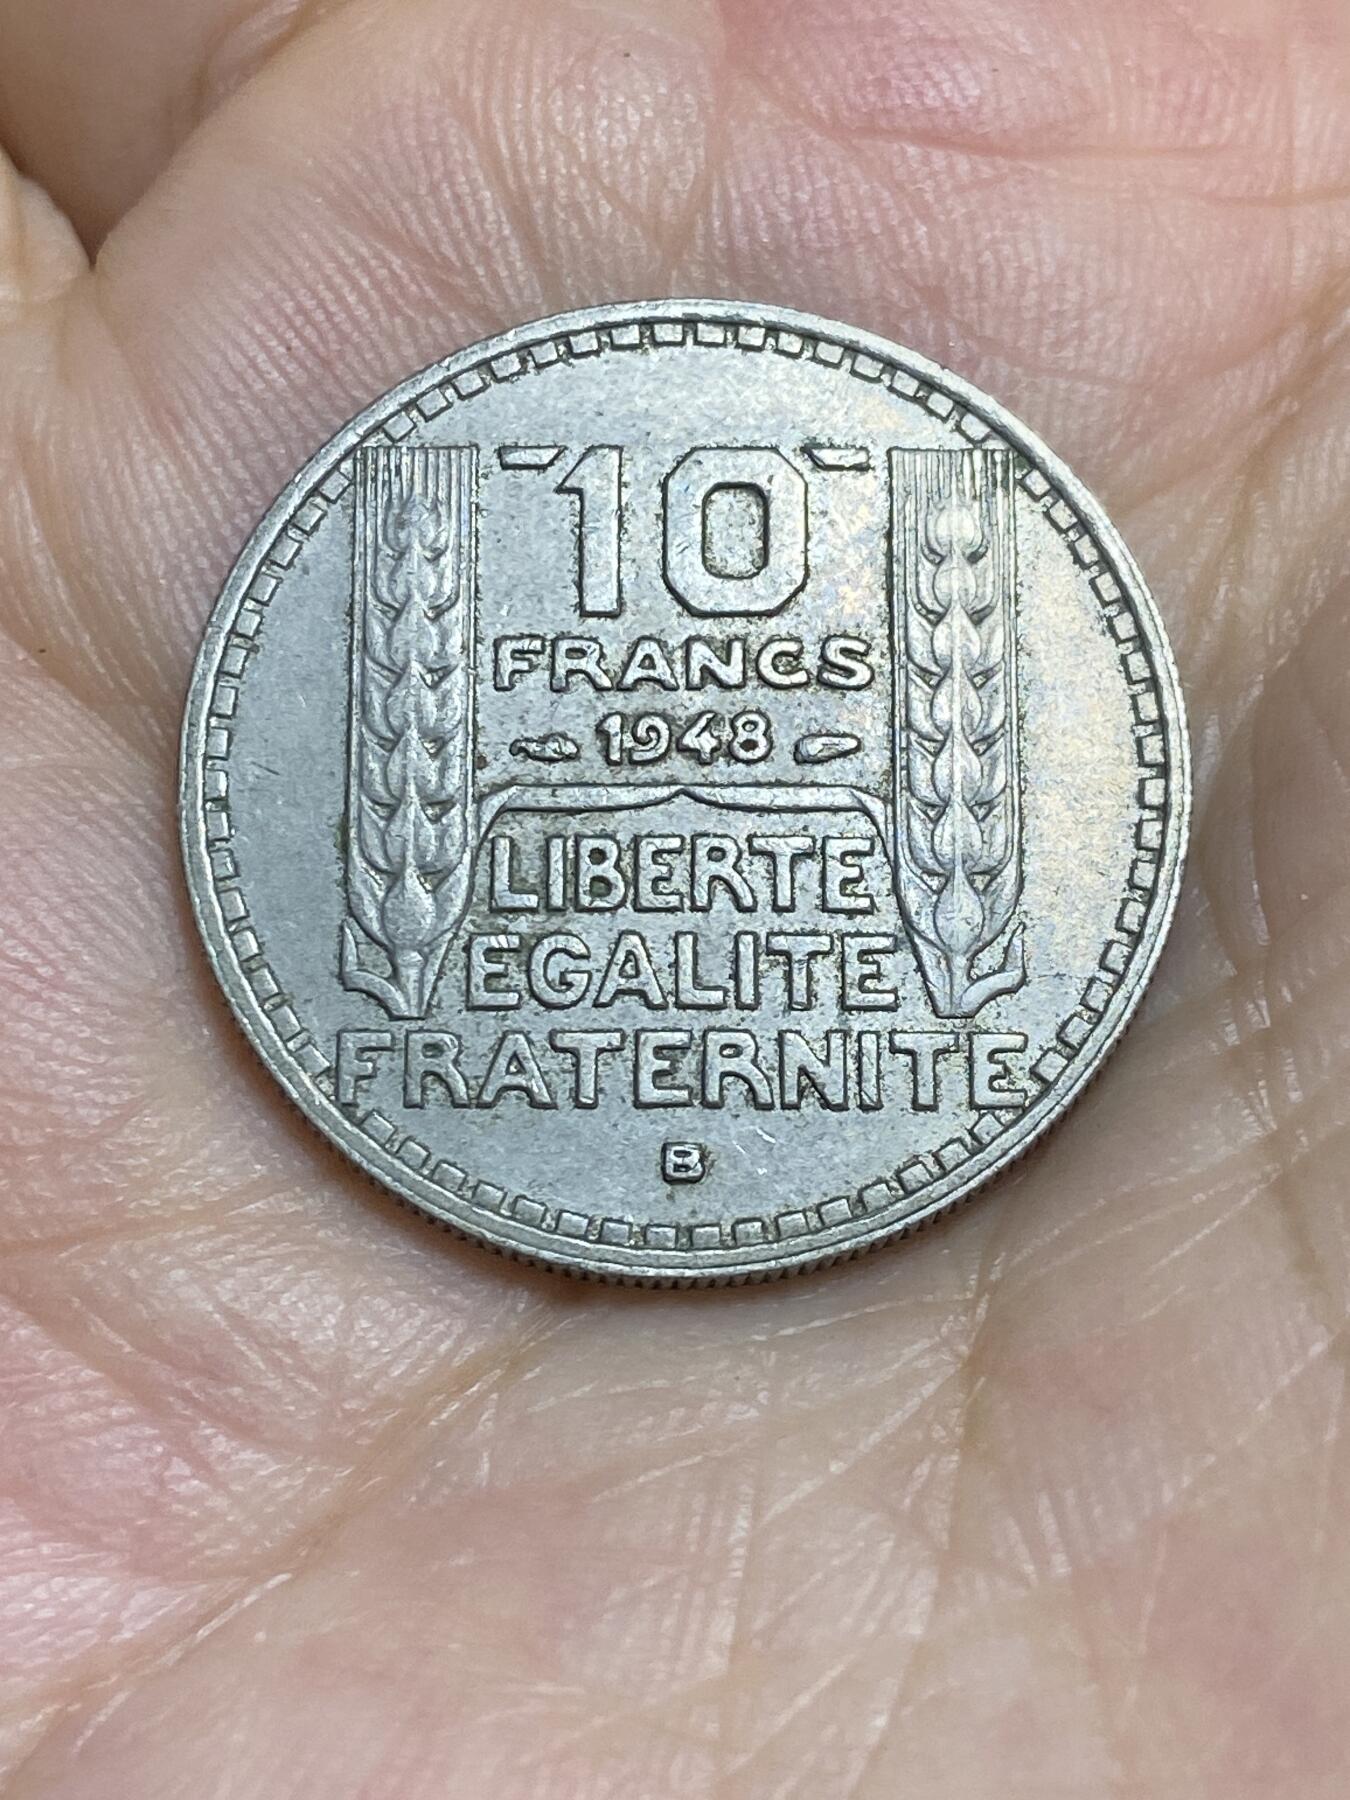 10
FRANCS
1948
LIBERTE
EGALITE
FRATERNITE
B